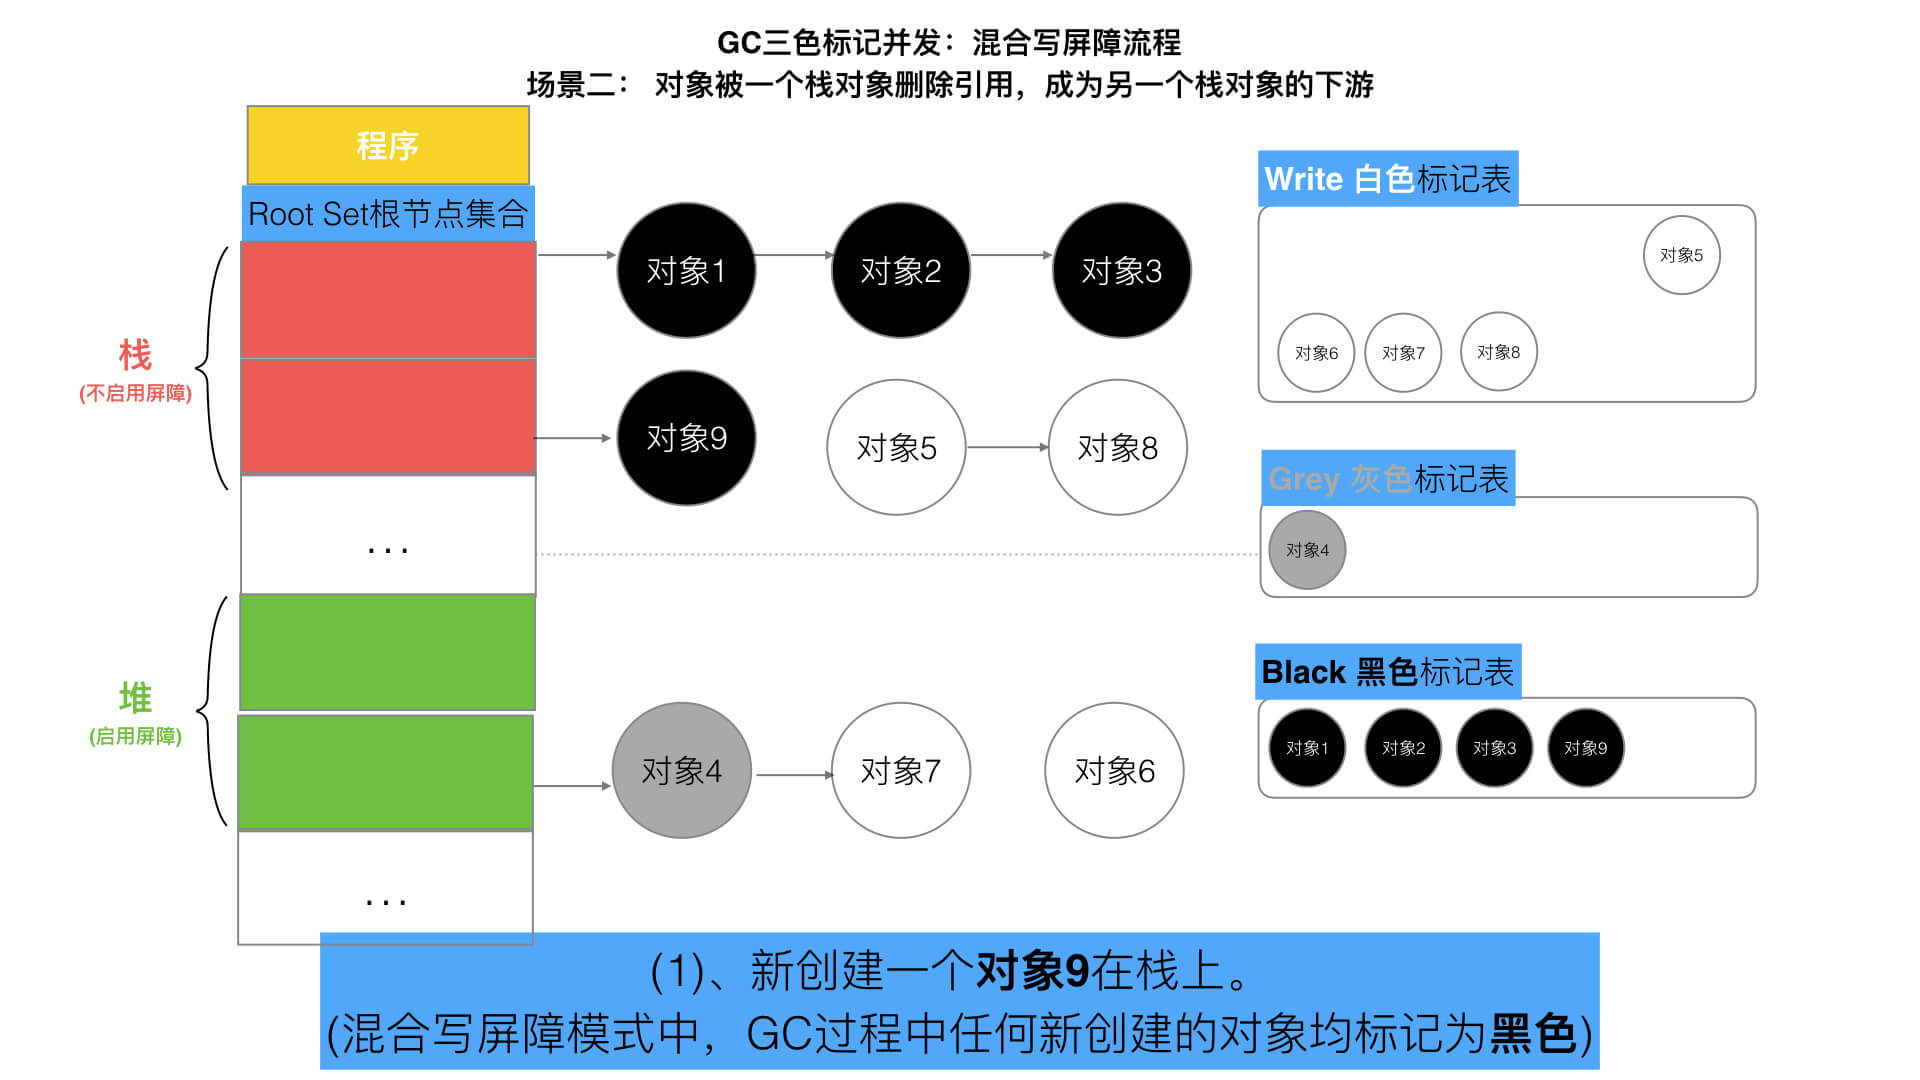 GC三色标记并发：混合写屏障流程
场景二： 对象被一个栈对象删除引用，成为另一个栈对象的下游
程序
Root Set根节点集合
栈
(不启用屏障)
...
堆
(启用屏障)
...
对象1
对象2
对象3
对象9
对象5
对象8
对象4
对象7
对象6
Write 白色标记表
对象5
对象6
对象7
对象8
Grey 灰色标记表
对象4
Black 黑色标记表
对象1
对象2
对象3
对象9
(1)、新创建一个对象9在栈上。
(混合写屏障模式中，GC过程中任何新创建的对象均标记为黑色)